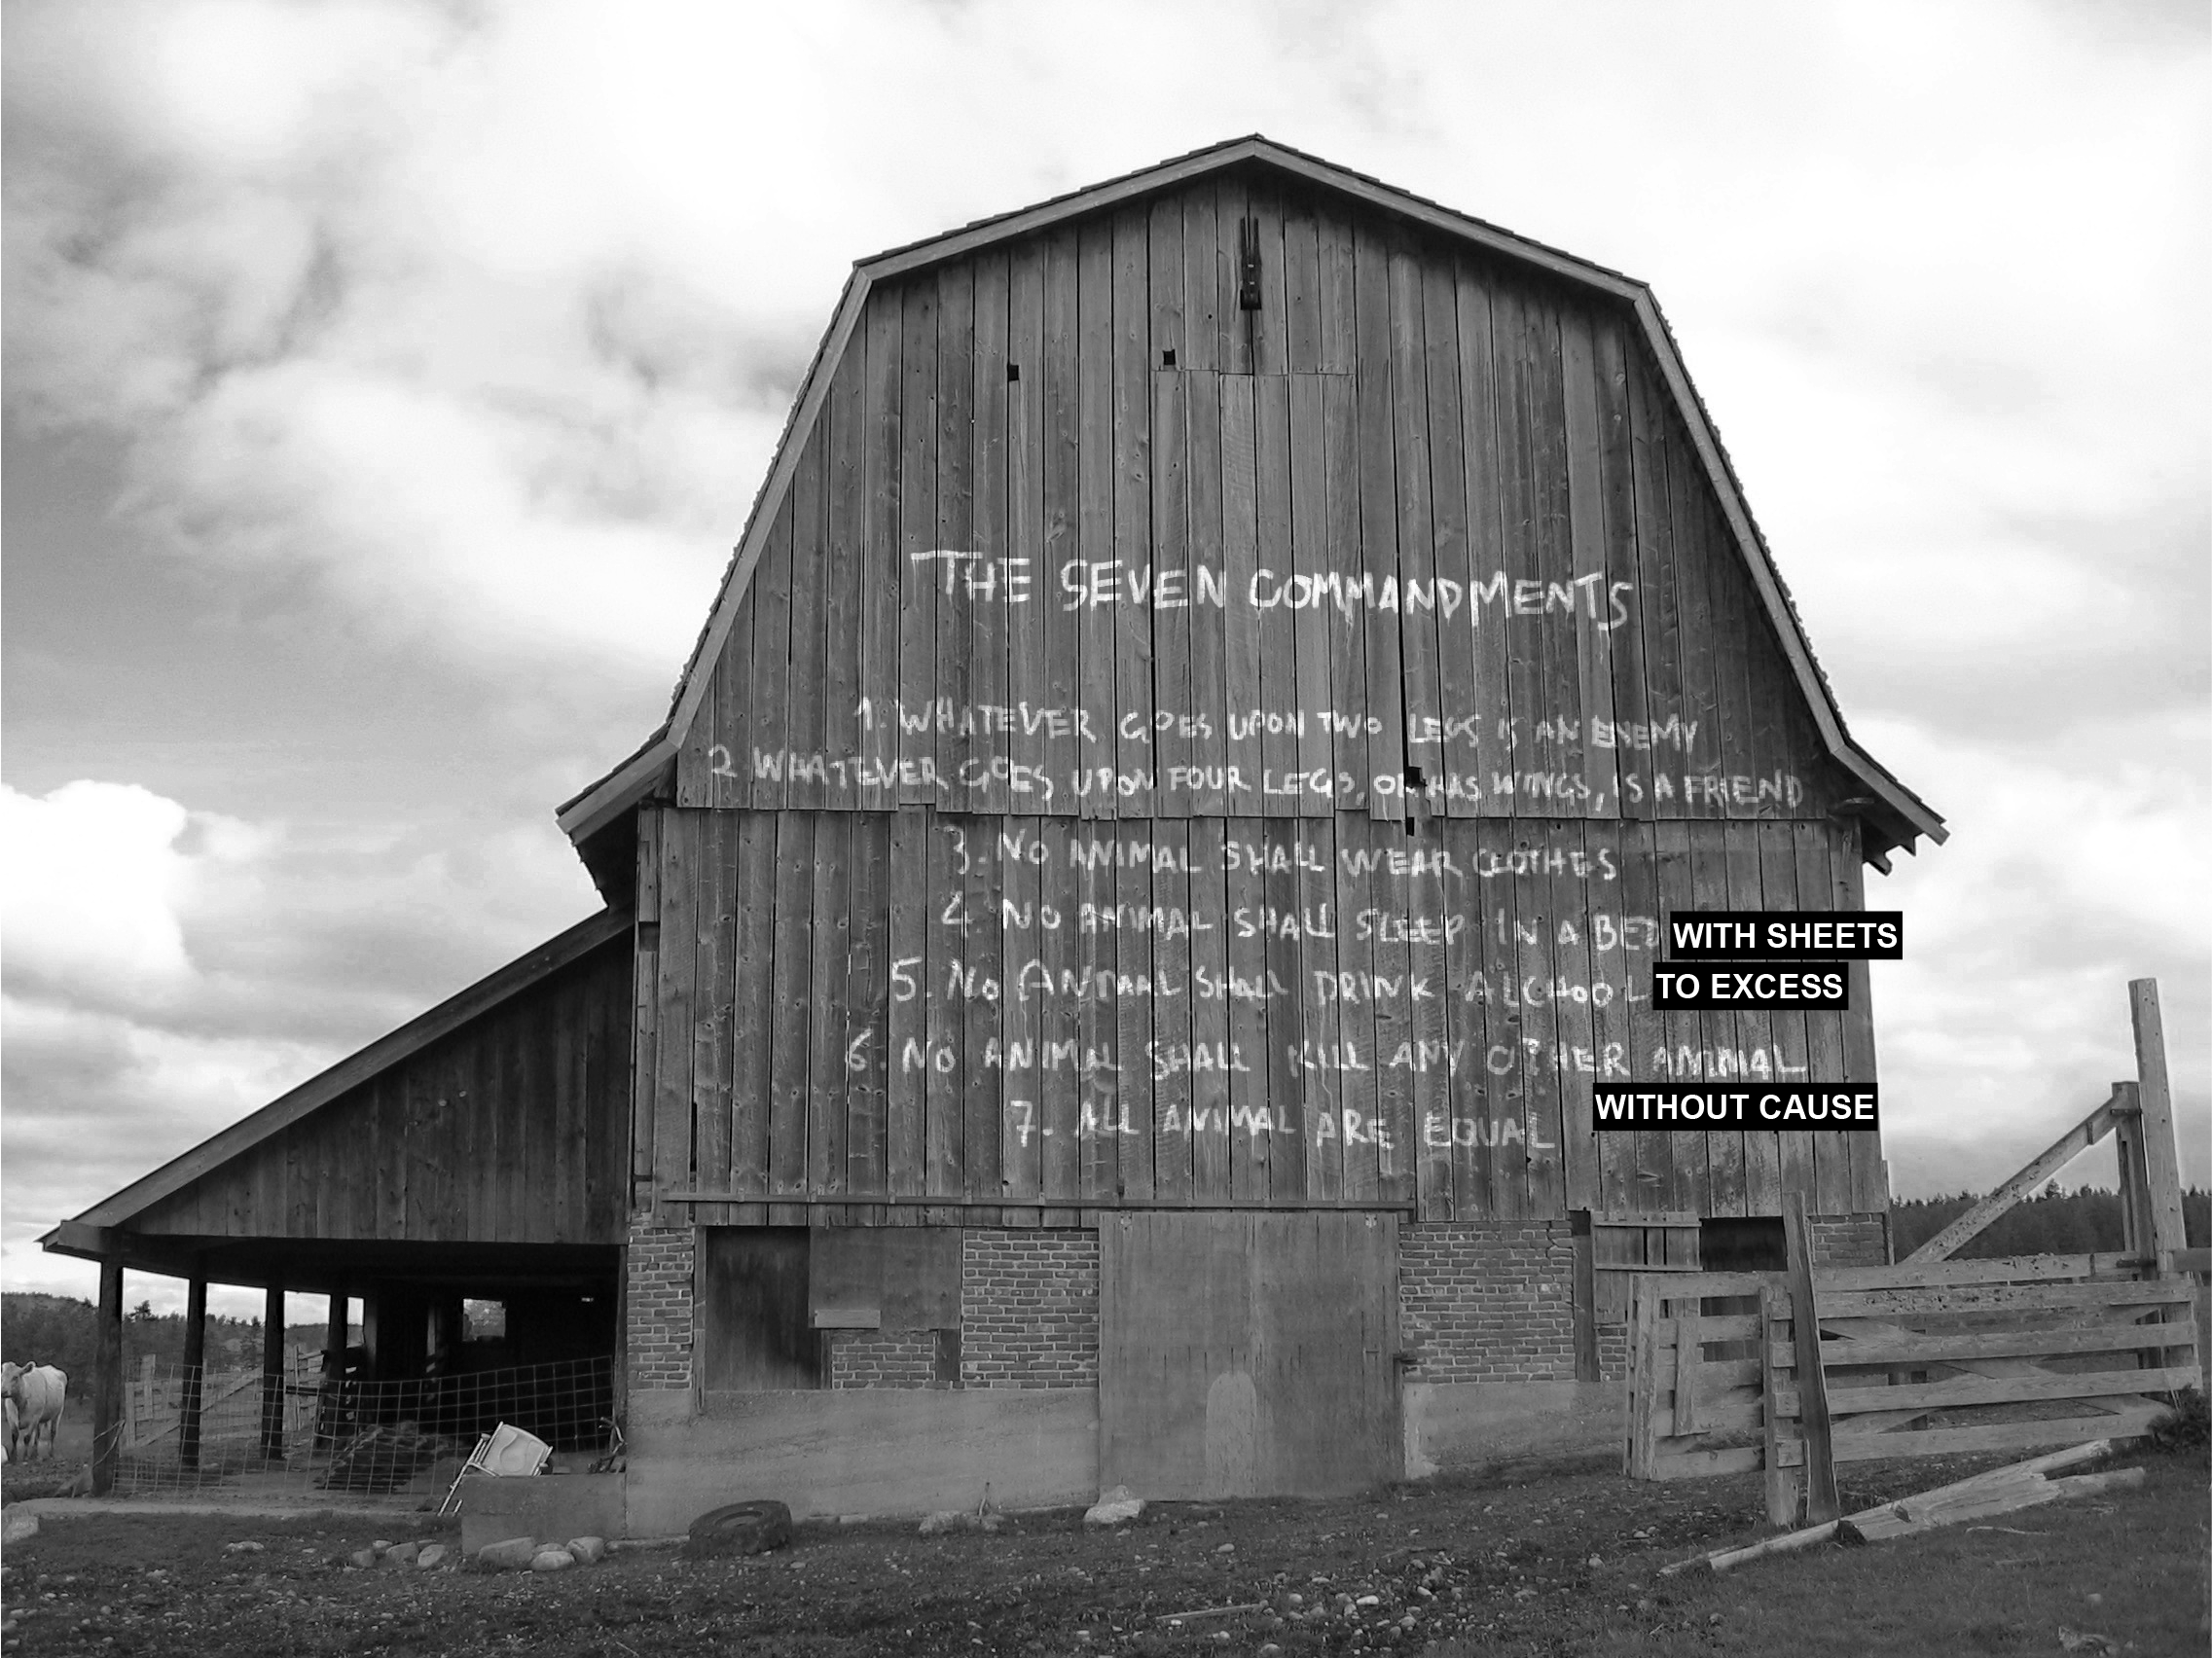 THE SEVEN COMMANDMENTS
1. WHATEVER GOES UPON TWO LEGS IS AN ENEMY
2 WHATEVER GOES UPON FOUR LEGS, OR HAS WINGS, IS A FRIEND
3. NO ANIMAL SHALL WEAR CLOTHES
4. NO ANIMAL SHALL SLEEP IN A BED WITH SHEETS
5. NO ANIMAL SHALL DRINK ALCHOOL TO EXCESS
6. NO ANIMAL SHALL KILL ANY OTHER ANIMAL
WITHOUT CAUSE
7. ALL ANIMAL ARE EQUAL